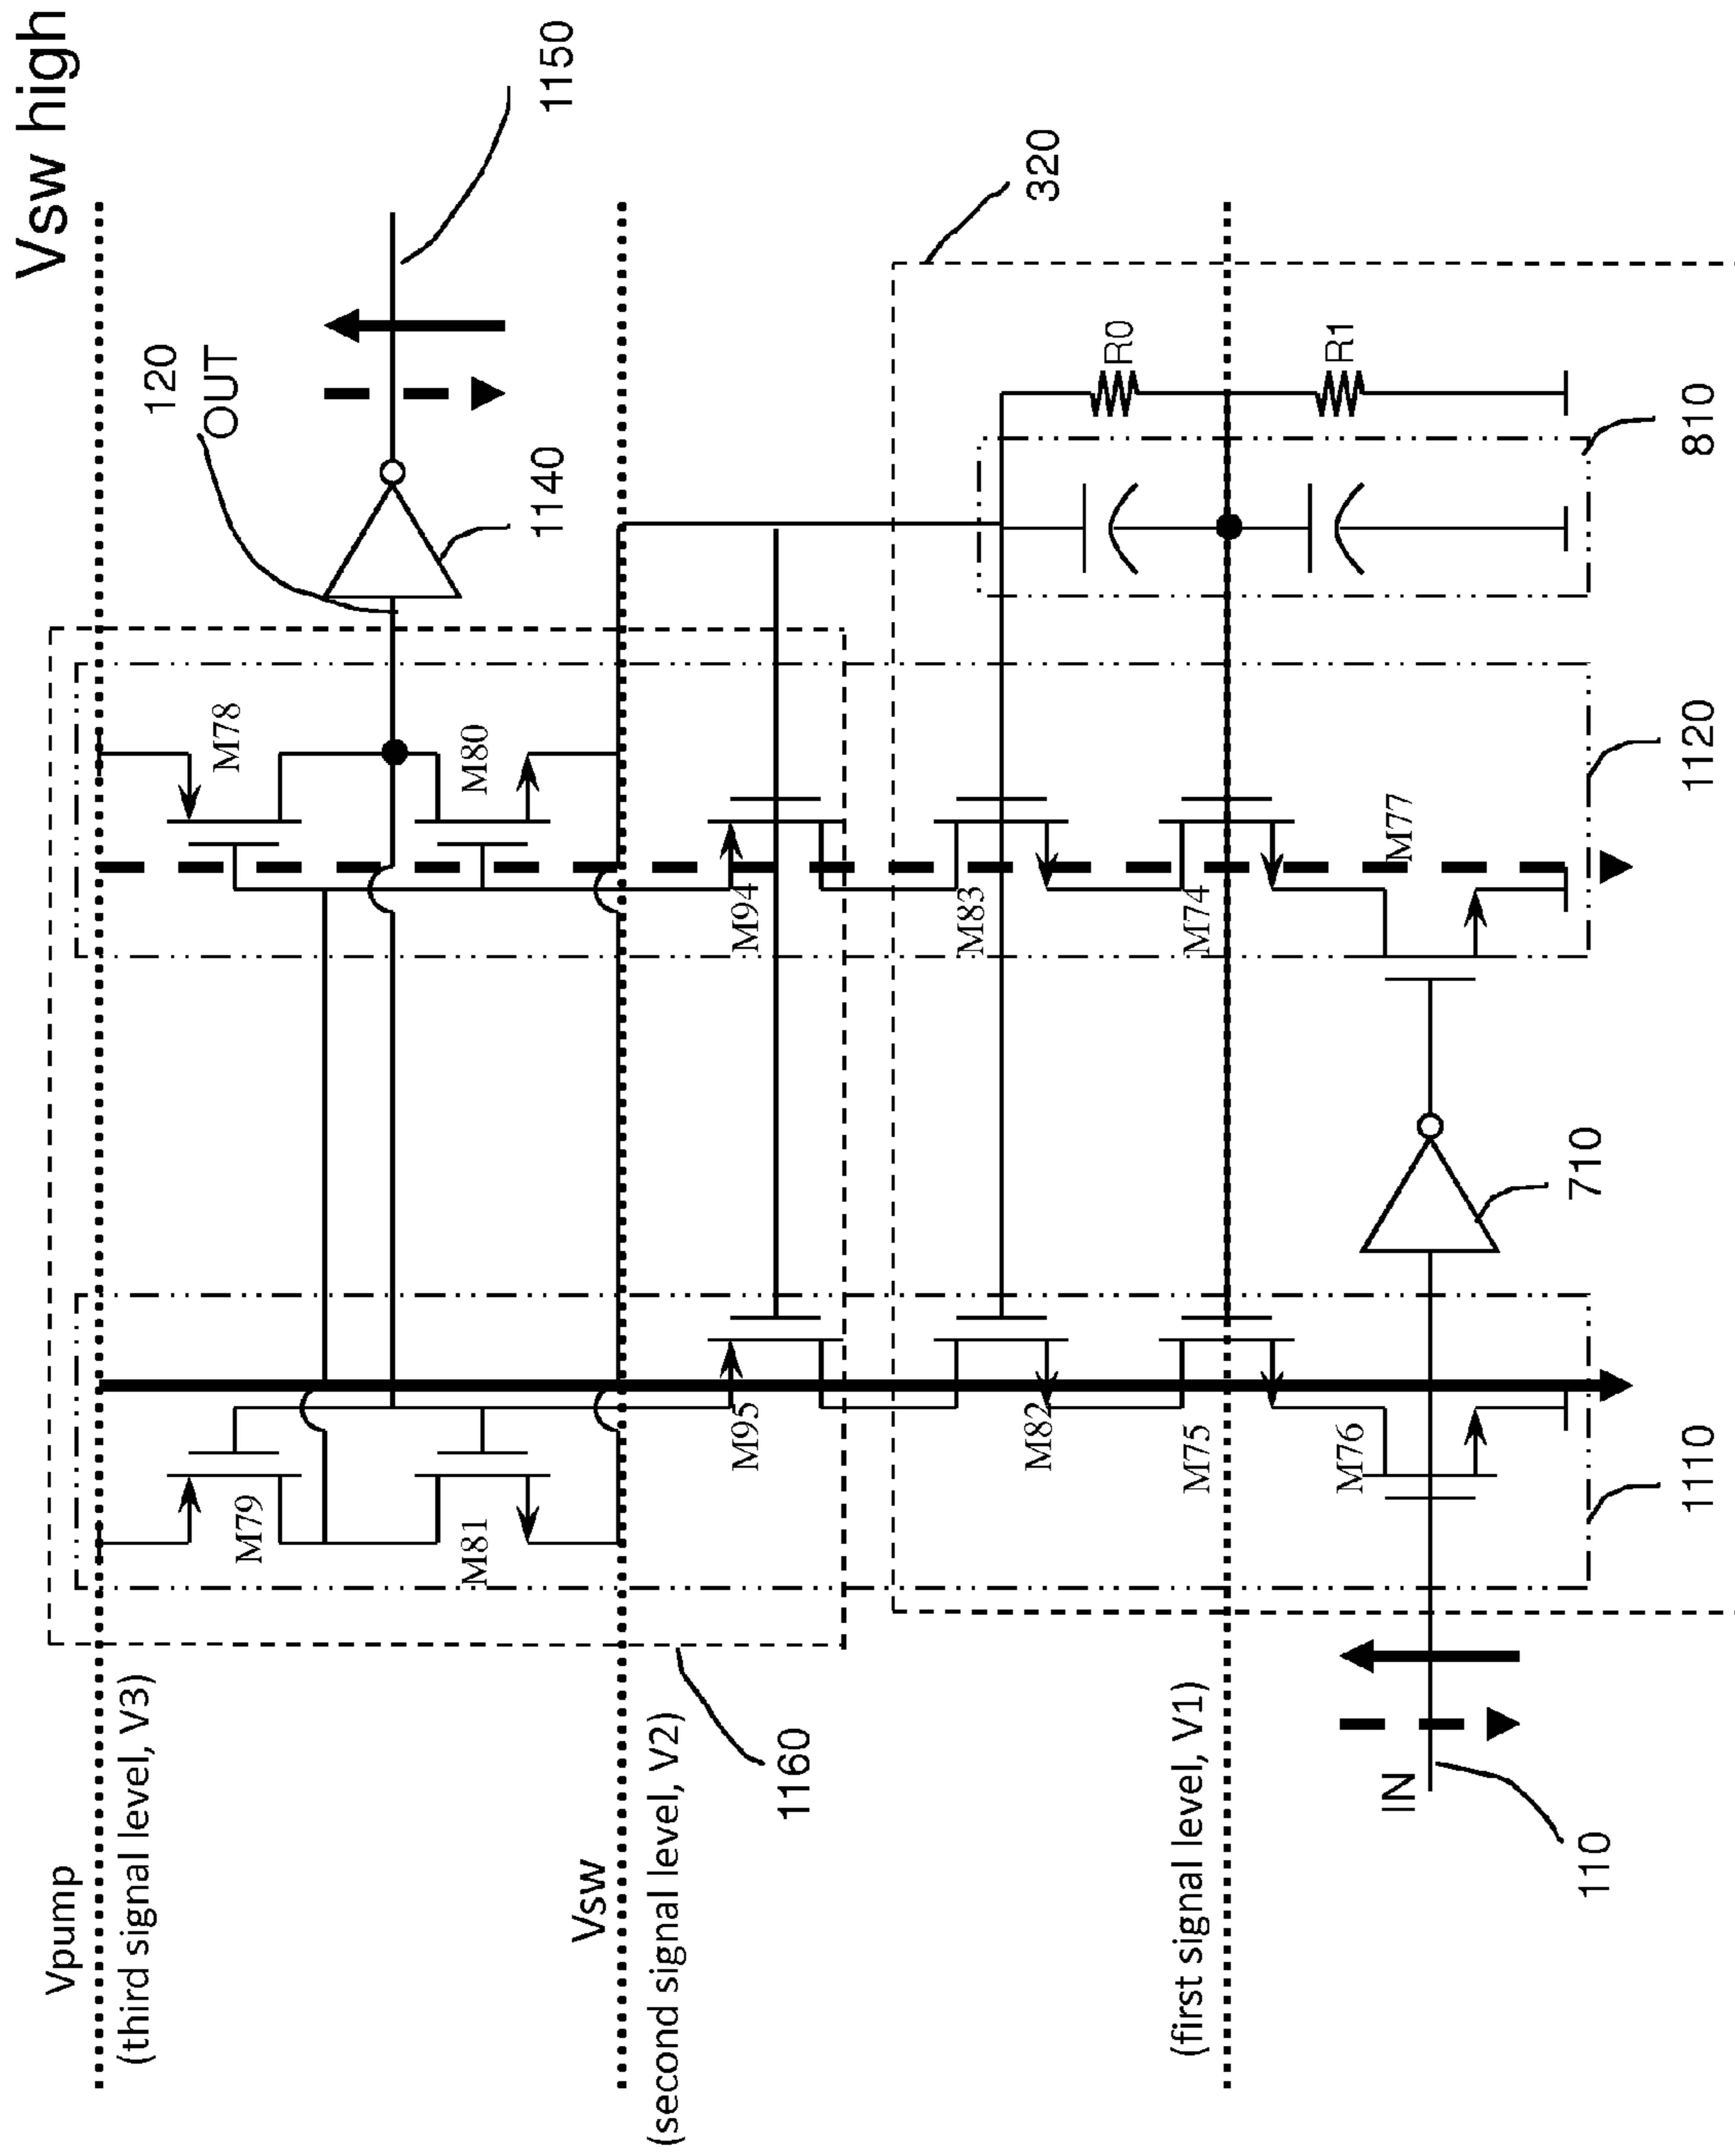 Vsw high
Vpump
(third signal level, V3)
120
OUT
1150
1140
M78
M80
M79
M81
Vsw
(second signal level, V2)
1160
M95
M94
320
M82
M83
R0
(first signal level, V1)
M75
M74
R1
M76
M77
IN
110
710
1110
1120
810